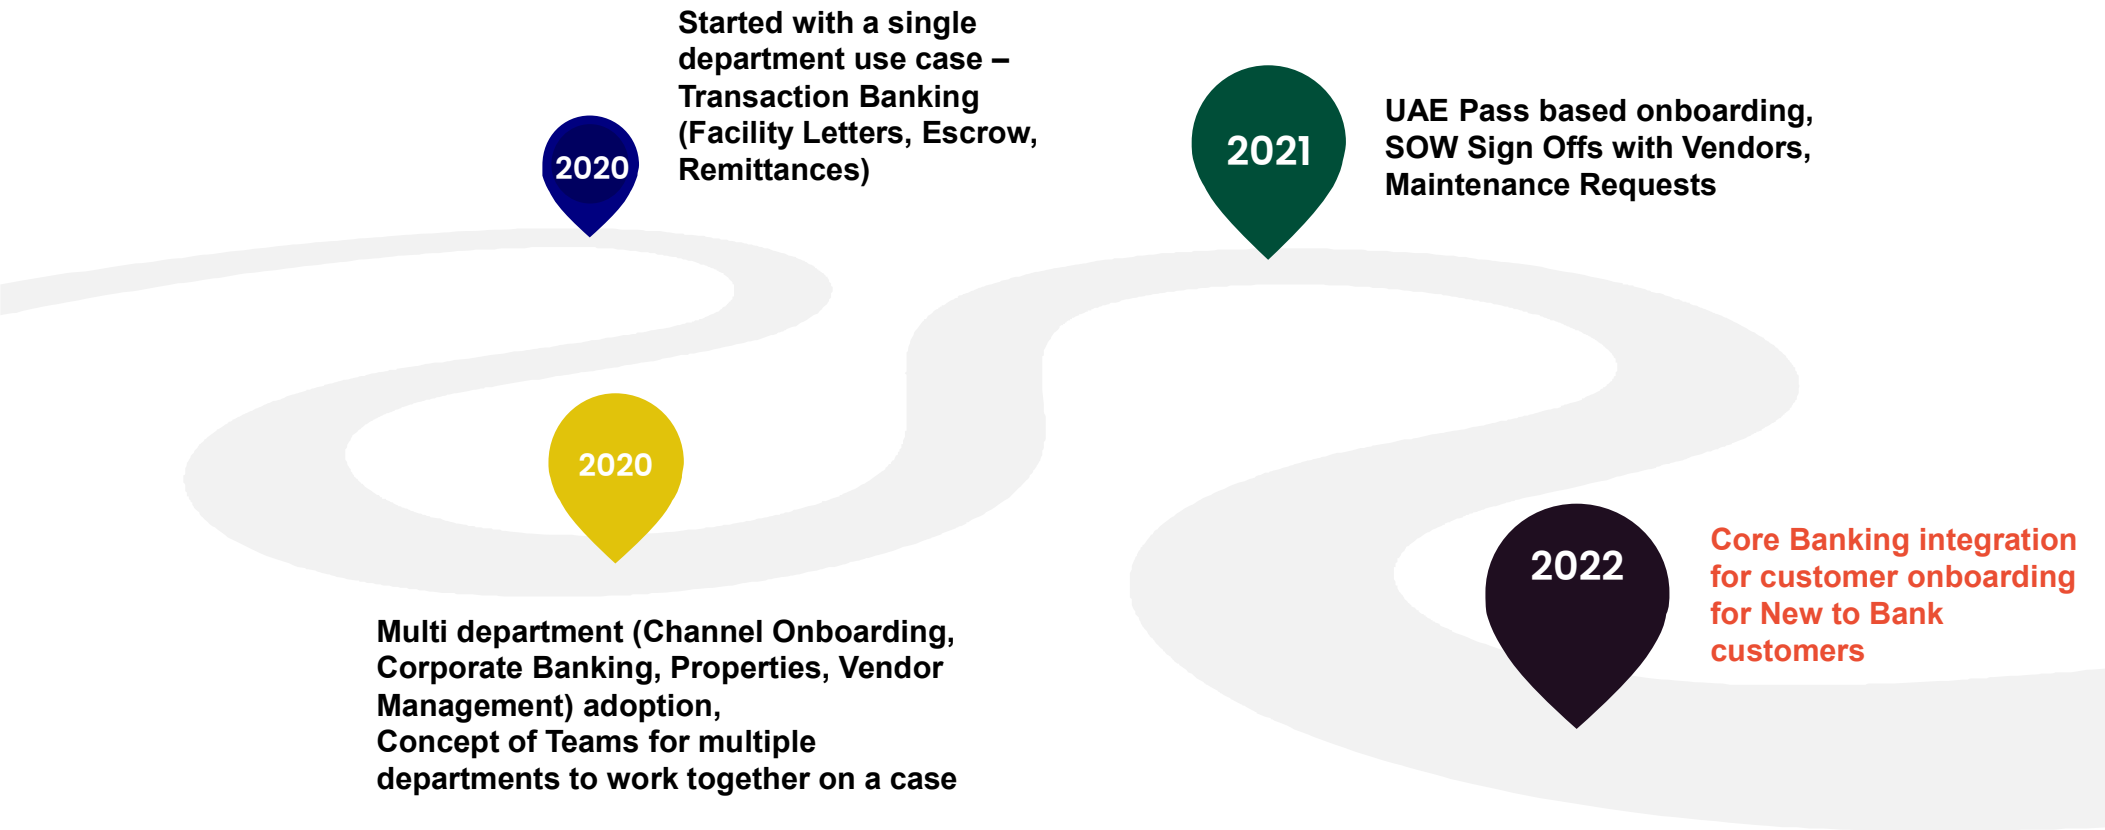 2020
Started with a single
department use case –
Transaction Banking
(Facility Letters, Escrow,
Remittances)
2020
Multi department (Channel Onboarding,
Corporate Banking, Properties, Vendor
Management) adoption,
Concept of Teams for multiple
departments to work together on a case
2021
UAE Pass based onboarding,
SOW Sign Offs with Vendors,
Maintenance Requests
2022
Core Banking integration
for customer onboarding
for New to Bank
customers